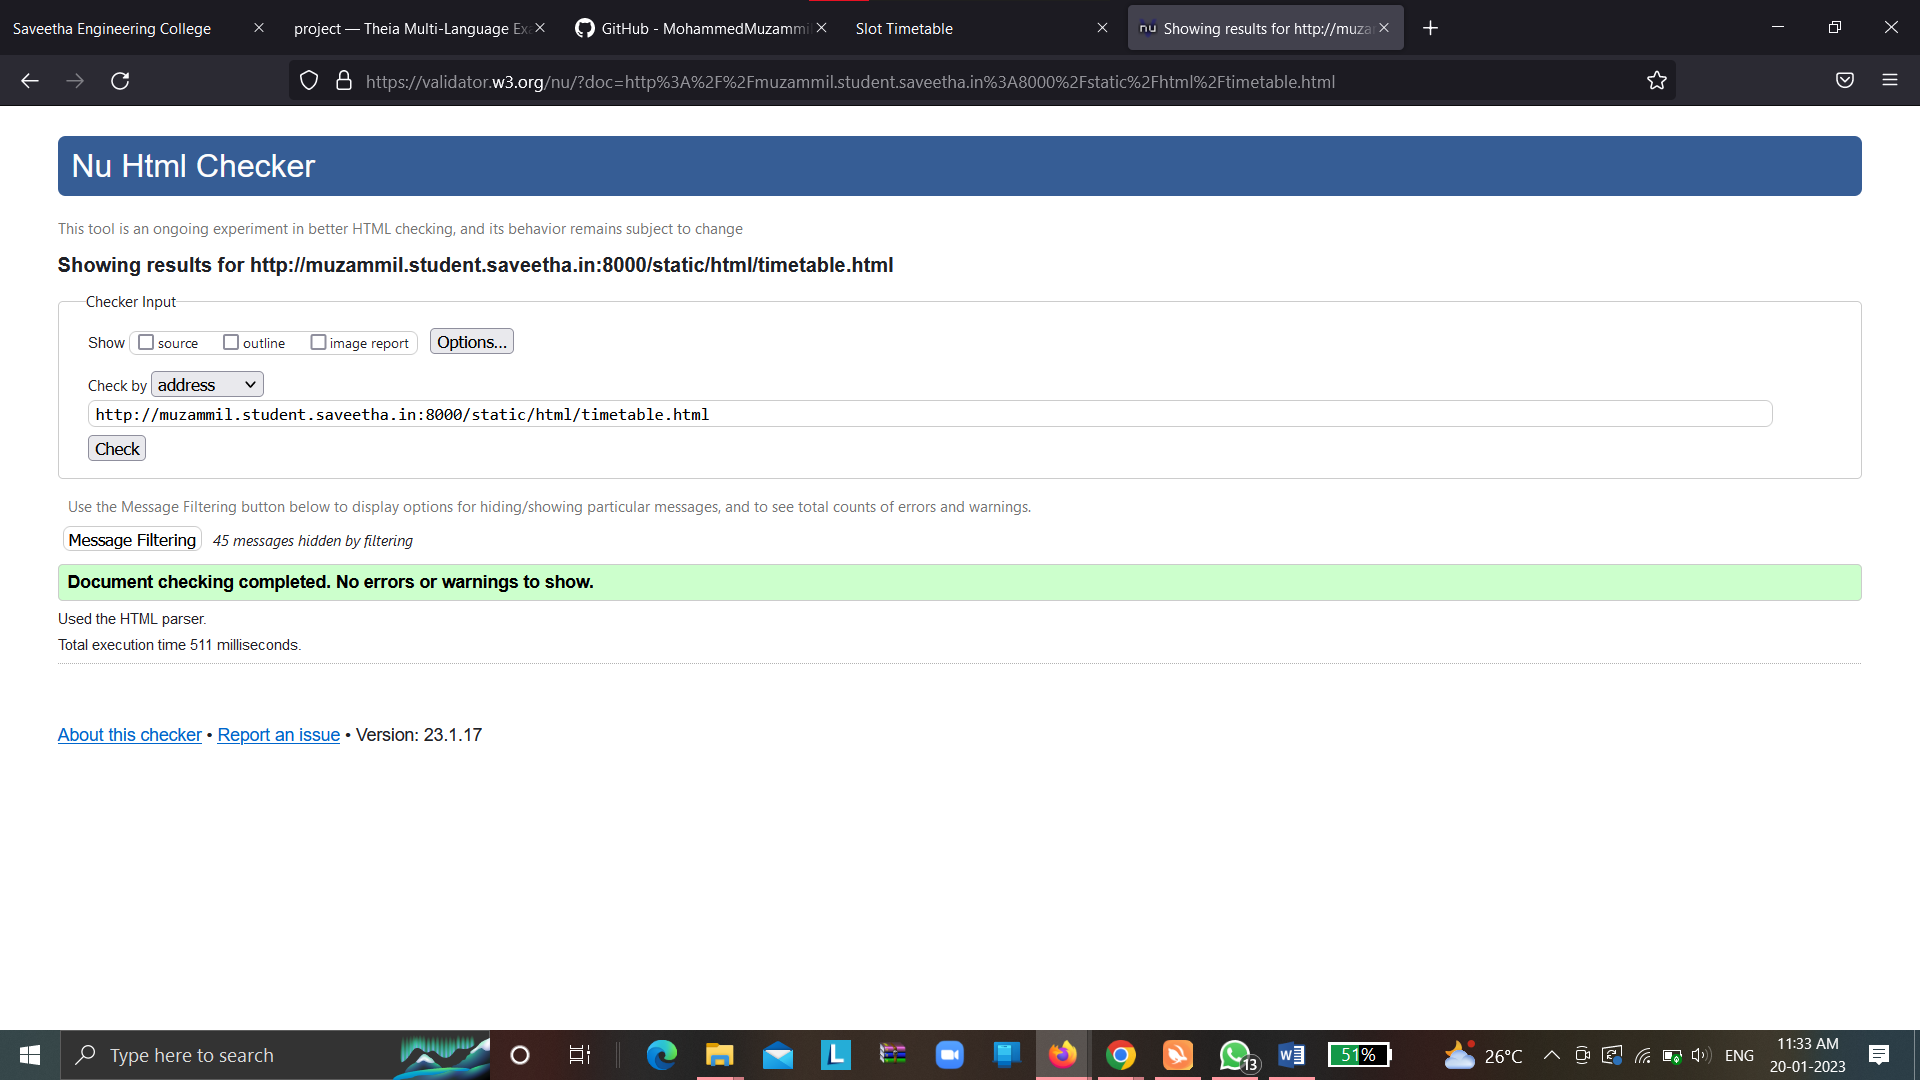 Saveetha Engineering College
project — Theia Multi-Language Ex
GitHub - MohammedMuzammil
Slot Timetable
nu Showing results for http://muza
https://validator.w3.org/nu/?doc=http%3A%2F%2Fmuzammil.student.saveetha.in%3A8000%2Fstatic%2Fhtml%2Ftimetable.html
Nu Html Checker
This tool is an ongoing experiment in better HTML checking, and its behavior remains subject to change
Showing results for http://muzammil.student.saveetha.in:8000/static/html/timetable.html
Checker Input
Show source outline image report Options...
Check by address
http://muzammil.student.saveetha.in:8000/static/html/timetable.html
Check
Use the Message Filtering button below to display options for hiding/showing particular messages, and to see total counts of errors and warnings.
Message Filtering 45 messages hidden by filtering
Document checking completed. No errors or warnings to show.
Used the HTML parser.
Total execution time 511 milliseconds.
About this checker • Report an issue • Version: 23.1.17
Type here to search
L
13
W
51%
26°C
ENG
11:33 AM
20-01-2023